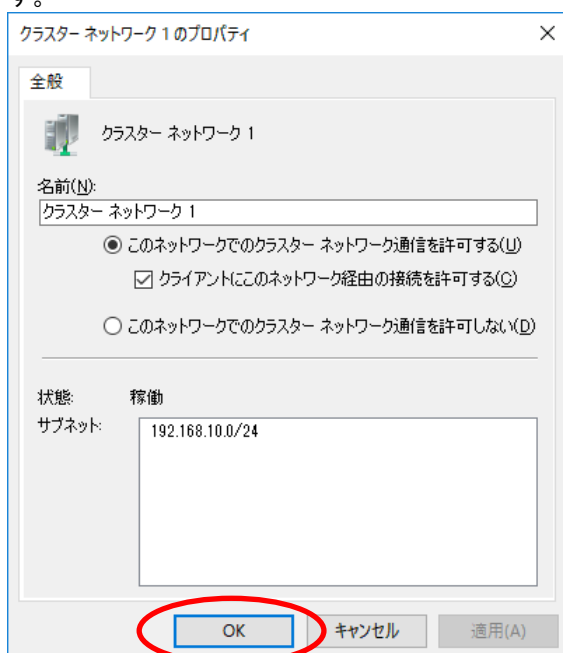 す。
クラスター ネットワーク 1 のプロパティ
全般
クラスター ネットワーク 1
名前(N):
クラスター ネットワーク 1
このネットワークでのクラスター ネットワーク通信を許可する(U)
クライアントにこのネットワーク経由の接続を許可する(C)
このネットワークでのクラスター ネットワーク通信を許可しない(D)
状態: 稼働
サブネット: 192.168.10.0/24
OK キャンセル 適用(A)